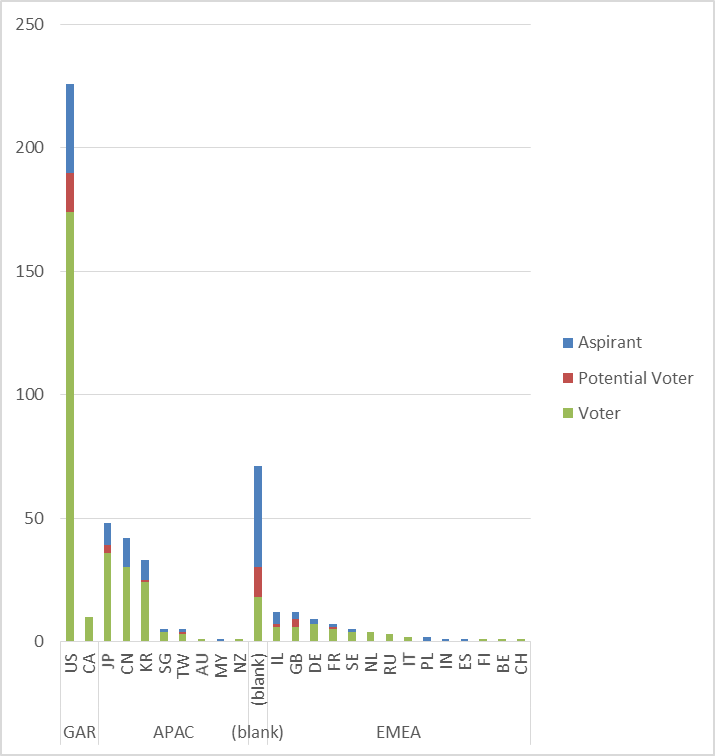 250
200
150
100
50
0
Aspirant
Potential Voter
Voter
US
CA
JP
CN
KR
SG
TW
AU
MY
NZ
(blank)
IL
GB
DE
FR
SE
NL
RU
IT
PL
IN
ES
FI
BE
CH
GAR APAC (blank) EMEA